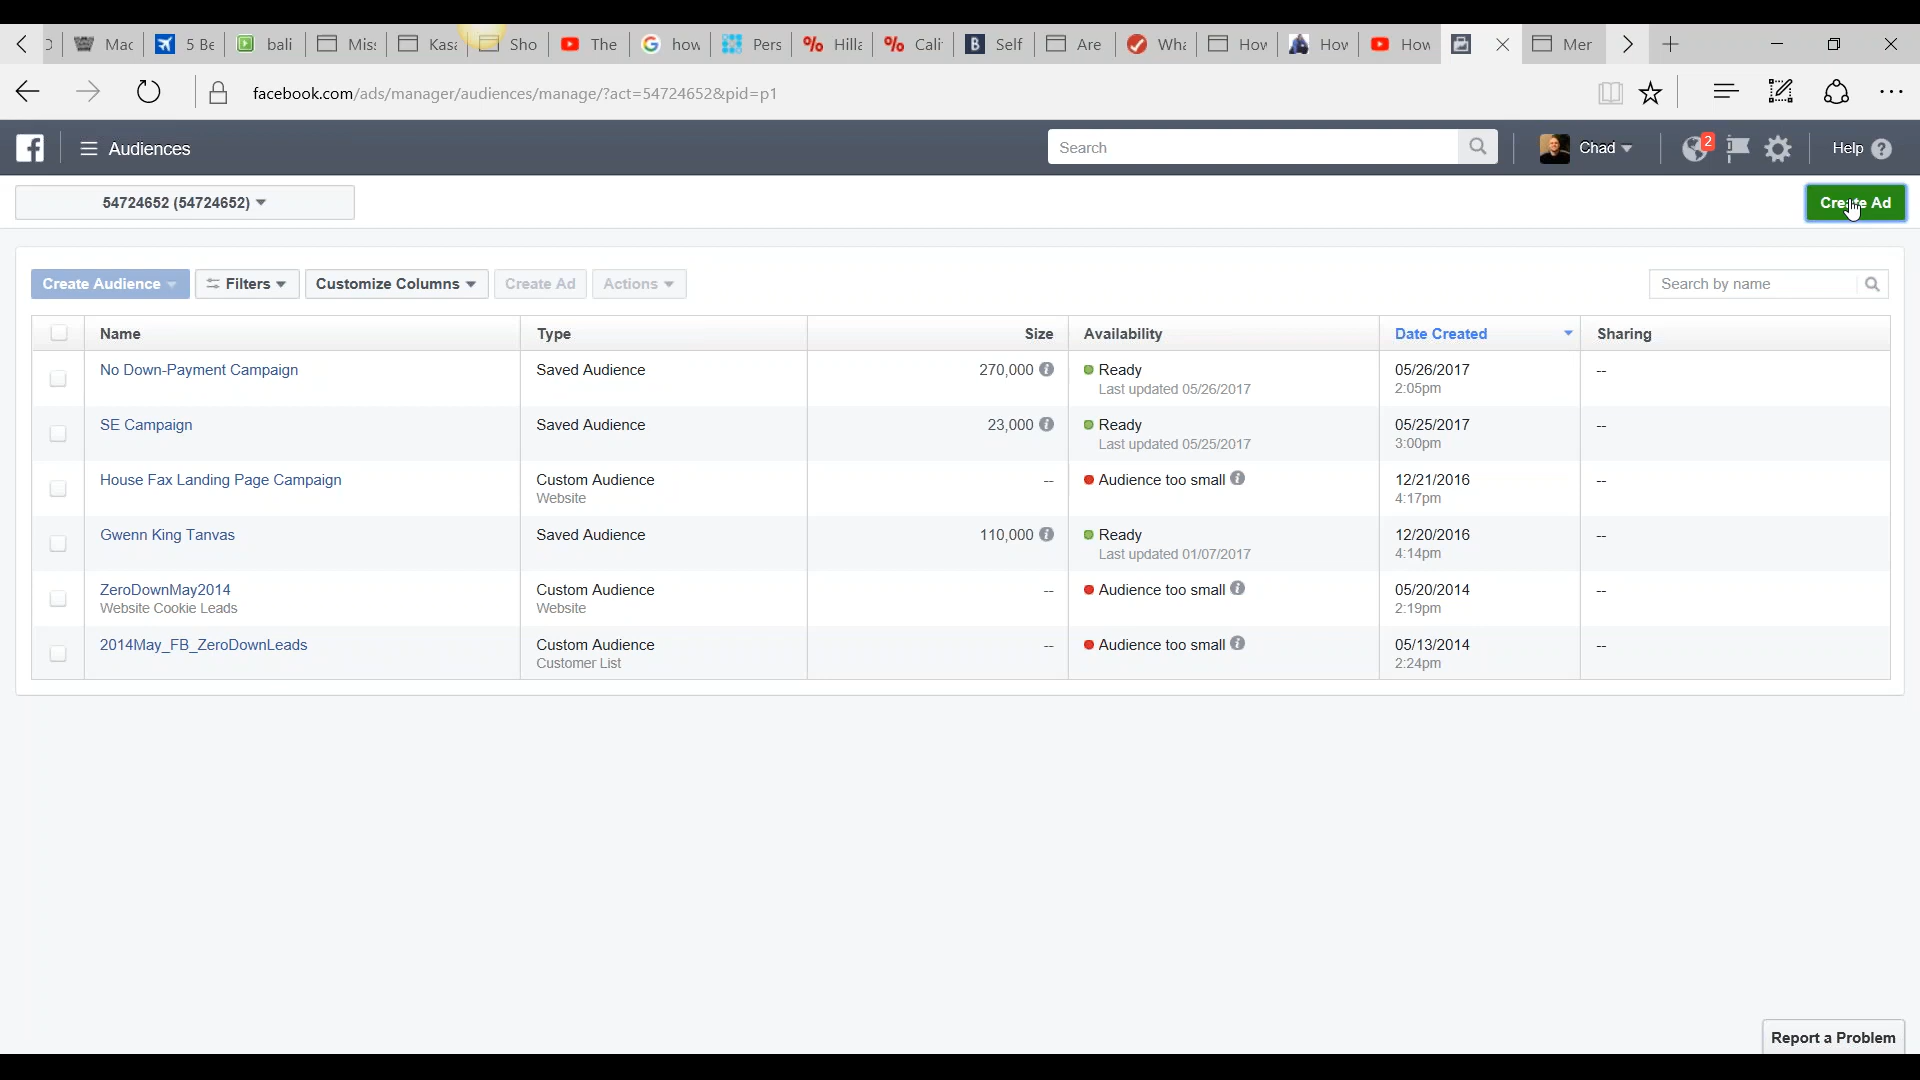 Mac 5 Be bali Mis Kasa Sho The how Pers Hilla Cali Self Are Wha How How How Mer
facebook.com/ads/manager/audiences/manage/?act=54724652&pid=p1
Audiences Search Chad 2 Help
54724652 (54724652) Create Ad
Create Audience Filters Customize Columns Create Ad Actions Search by name
Name Type Size Availability Date Created Sharing
No Down-Payment Campaign Saved Audience 270,000 Ready 05/26/2017 --
Last updated 05/26/2017 2:05pm
SE Campaign Saved Audience 23,000 Ready 05/25/2017 --
Last updated 05/25/2017 3:00pm
House Fax Landing Page Campaign Custom Audience -- Audience too small 12/21/2016 --
Website 4:17pm
Gwenn King Tanvas Saved Audience 110,000 Ready 12/20/2016 --
Last updated 01/07/2017 4:14pm
ZeroDownMay2014 Custom Audience -- Audience too small 05/20/2014 --
Website Cookie Leads Website 2:19pm
2014May_FB_ZeroDownLeads Custom Audience -- Audience too small 05/13/2014 --
Customer List 2:24pm
Report a Problem